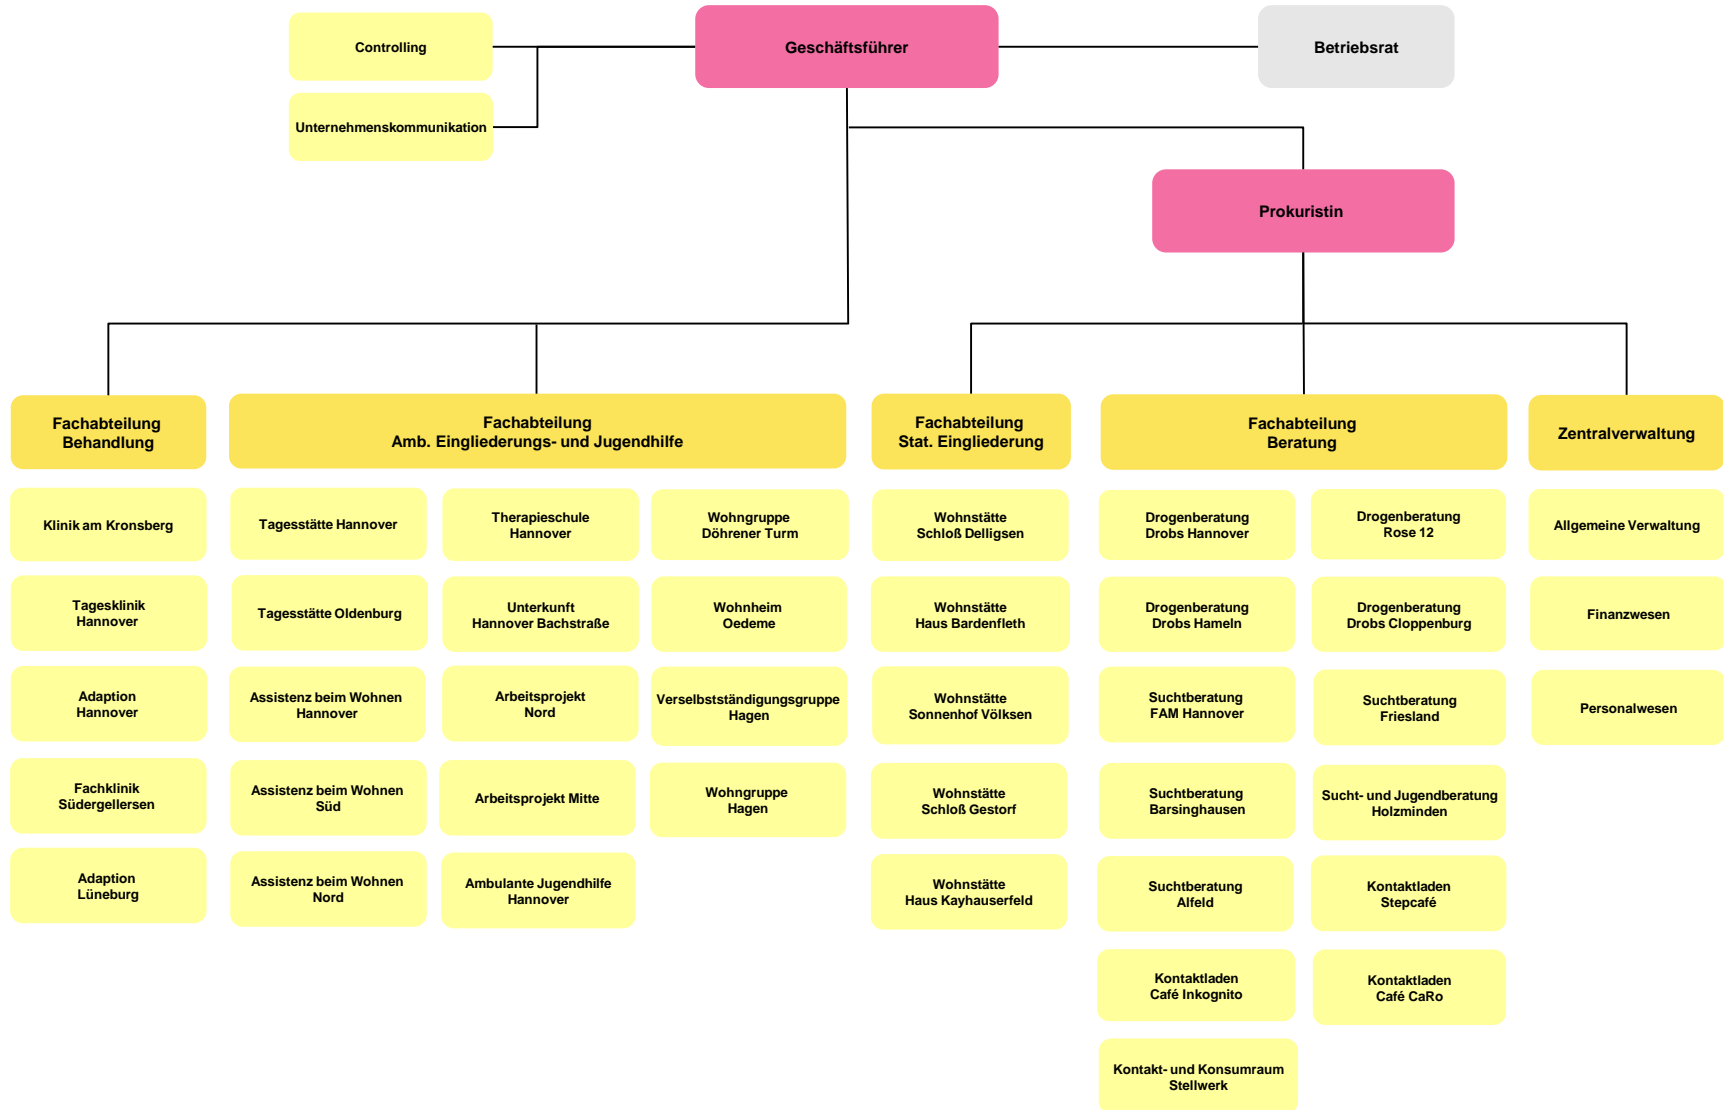 Controlling
Geschäftsführer
Betriebsrat
Unternehmenskommunikation
Prokuristin
Fachabteilung
Behandlung
Fachabteilung
Amb. Eingliederungs- und Jugendhilfe
Fachabteilung
Stat. Eingliederung
Fachabteilung
Beratung
Zentralverwaltung
Klinik am Kronsberg
Tagesklinik
Hannover
Adaption
Hannover
Fachklinik
Südergellersen
Adaption
Lüneburg
Tagesstätte Hannover
Tagesstätte Oldenburg
Assistenz beim Wohnen
Hannover
Assistenz beim Wohnen
Süd
Assistenz beim Wohnen
Nord
Therapieschule
Hannover
Unterkunft
Hannover Bachstraße
Arbeitsprojekt
Nord
Arbeitsprojekt Mitte
Ambulante Jugendhilfe
Hannover
Wohngruppe
Döhrener Turm
Wohnheim
Oedeme
Verselbstständigungsgruppe
Hagen
Wohngruppe
Hagen
Wohnstätte
Schloß Delligsen
Wohnstätte
Haus Bardenfleth
Wohnstätte
Sonnenhof Völksen
Wohnstätte
Schloß Gestorf
Wohnstätte
Haus Kayhauserfeld
Drogenberatung
Drobs Hannover
Drogenberatung
Drobs Hameln
Suchtberatung
FAM Hannover
Suchtberatung
Barsinghausen
Suchtberatung
Alfeld
Kontaktladen
Café Inkognito
Kontakt- und Konsumraum
Stellwerk
Drogenberatung
Rose 12
Drogenberatung
Drobs Cloppenburg
Suchtberatung
Friesland
Sucht- und Jugendberatung
Holzminden
Kontaktladen
Stepcafé
Kontaktladen
Café CaRo
Allgemeine Verwaltung
Finanzwesen
Personalwesen